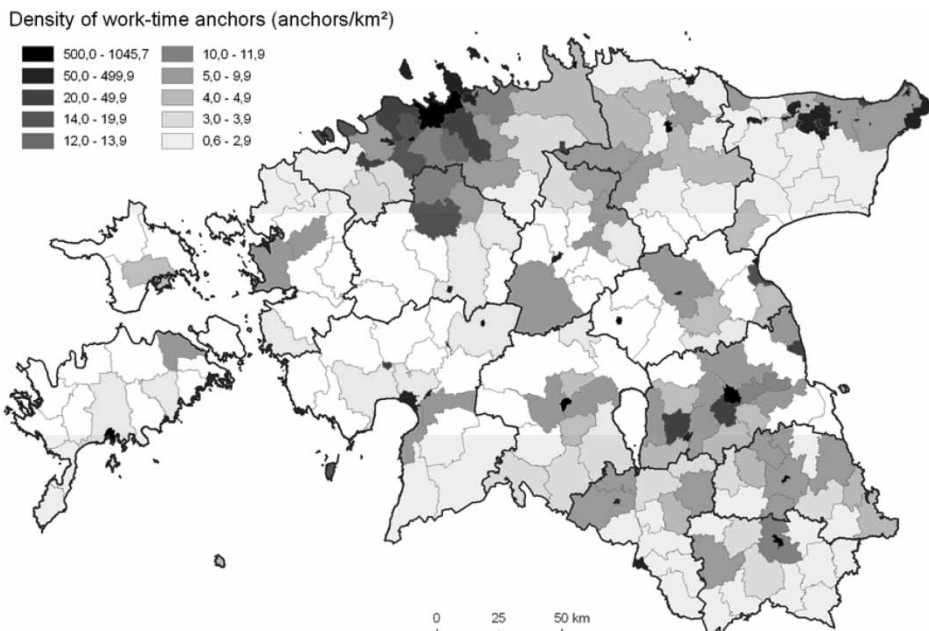 Density of work-time anchors (anchors/km²)
500,0 - 1045,7
50,0 - 499,9
20,0 - 49,9
14,0 - 19,9
12,0 - 13,9
10,0 - 11,9
5,0 - 9,9
4,0 - 4,9
3,0 - 3,9
0,6 - 2,9
0 25 50 km